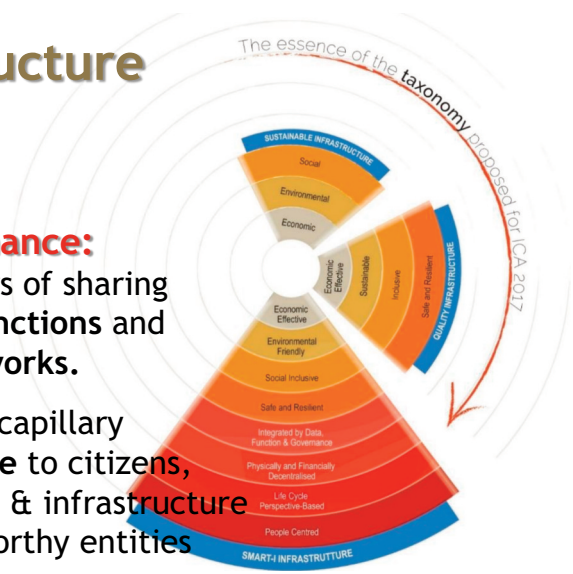 ucture
The essence of the taxonomy proposed for ICA 2017
SUSTAINABLE INFRASTRUCTURE
Social
Environmental
Economic
Economic
Effective
Sustainable
Inclusive
Safe and Resilient
QUALITY INFRASTRUCTURE
ance:
s of sharing
nctions and
works.
capillary
e to citizens,
& infrastructure
orthy entities
Economic
Effective
Environmental
Friendly
Social Inclusive
Safe and Resilient
Integrated by Data,
Function & Governance
Physically and Financially
Decentralised
Life Cycle
Perspective-Based
People Centred
SMART-I INFRASTRUTTURE